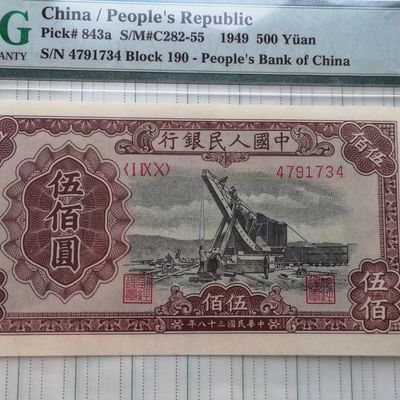 G
RANTY
China / People's Republic
Pick# 843a S/M#C282-55 1949 500 Yüan
S/N 4791734 Block 190 - People's Bank of China
中國人民銀行
伍佰
〈I IX X〉 4791734
伍佰圓
伍佰
伍佰
中華民國三十八年